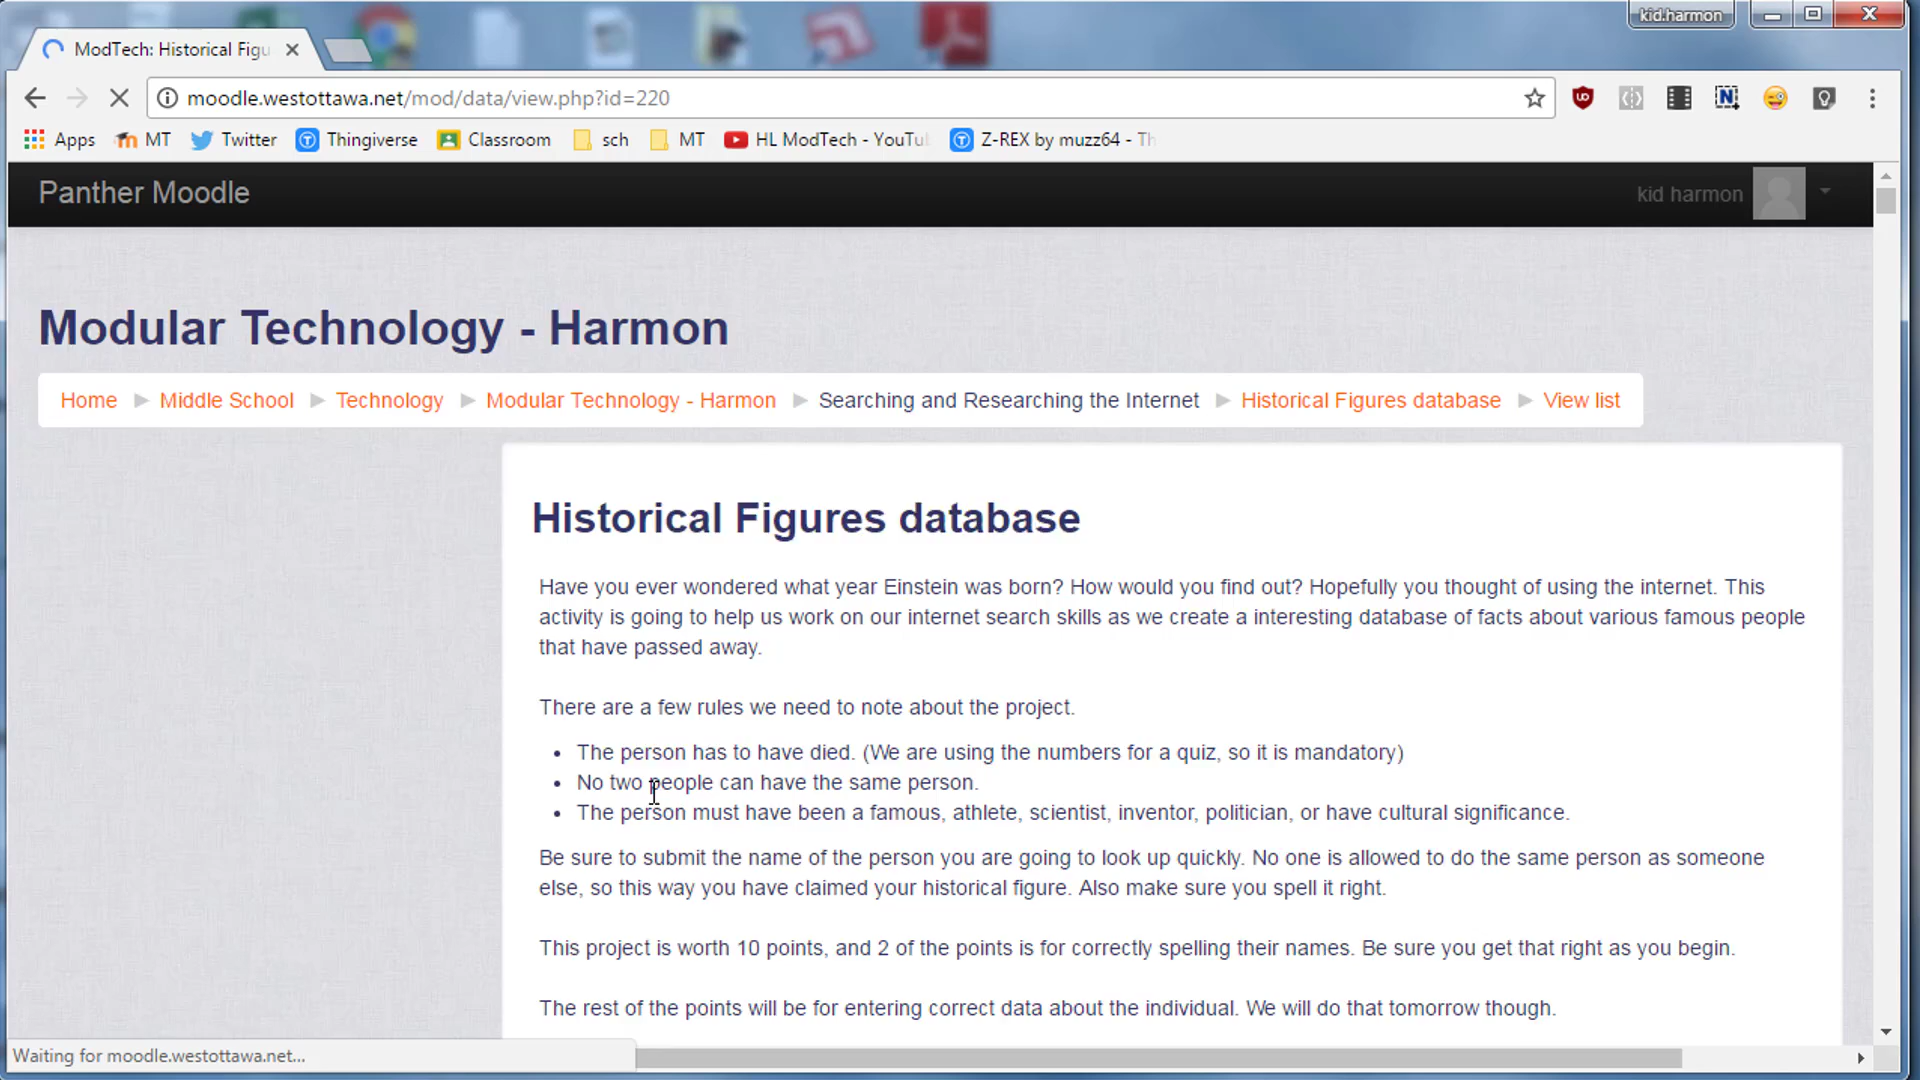 kid.harmon
ModTech: Historical Figu
moodle.westottawa.net/mod/data/view.php?id=220
Apps MT Twitter Thingiverse Classroom sch MT HL ModTech - YouTu Z-REX by muzz64 - Th
Panther Moodle
kid harmon
Modular Technology - Harmon
Home ► Middle School ► Technology ► Modular Technology - Harmon ► Searching and Researching the Internet ► Historical Figures database ► View list
Historical Figures database
Have you ever wondered what year Einstein was born? How would you find out? Hopefully you thought of using the internet. This
activity is going to help us work on our internet search skills as we create a interesting database of facts about various famous people
that have passed away.
There are a few rules we need to note about the project.
• The person has to have died. (We are using the numbers for a quiz, so it is mandatory)
• No two people can have the same person.
• The person must have been a famous, athlete, scientist, inventor, politician, or have cultural significance.
Be sure to submit the name of the person you are going to look up quickly. No one is allowed to do the same person as someone
else, so this way you have claimed your historical figure. Also make sure you spell it right.
This project is worth 10 points, and 2 of the points is for correctly spelling their names. Be sure you get that right as you begin.
The rest of the points will be for entering correct data about the individual. We will do that tomorrow though.
Waiting for moodle.westottawa.net...